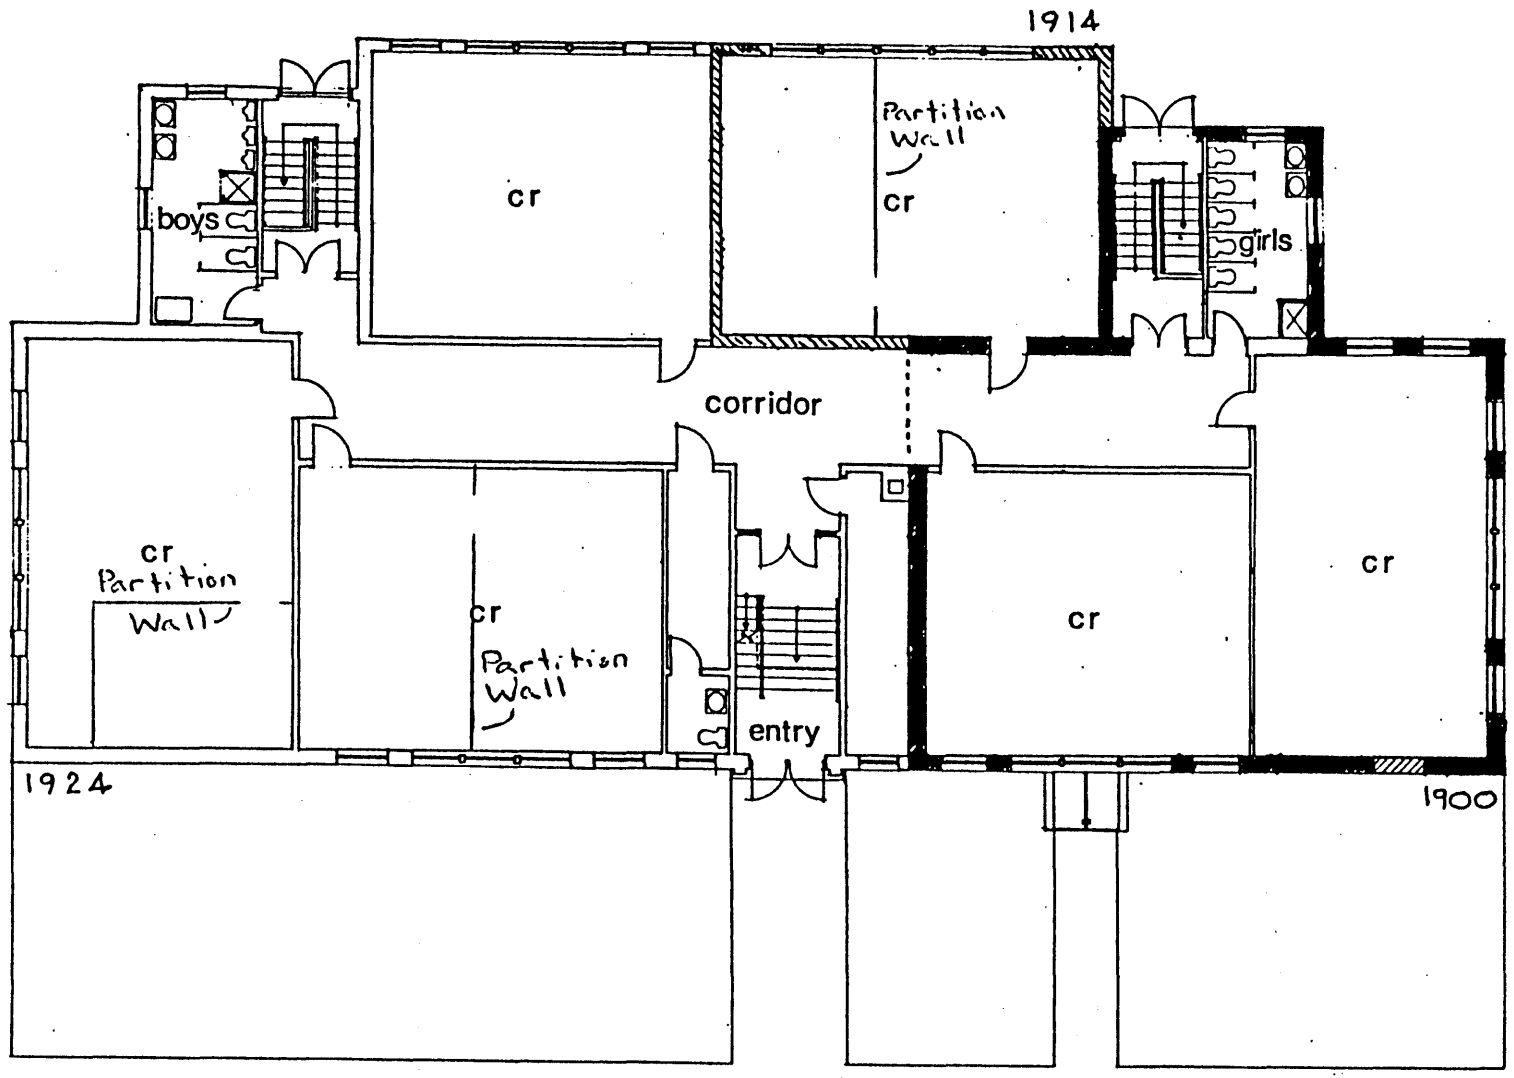 1914
Partition
Wall
cr
cr
boys
girls
corridor
cr
Partition
Wall
cr
Partition
Wall
cr
cr
entry
1924
1900